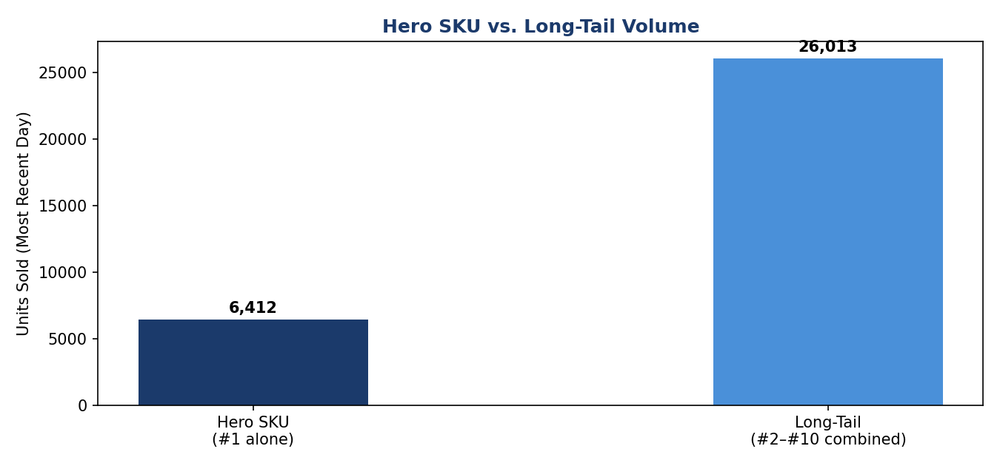 Hero SKU vs. Long-Tail Volume
Units Sold (Most Recent Day)
25000
20000
15000
10000
5000
0
6,412
26,013
Hero SKU
(#1 alone)
Long-Tail
(#2–#10 combined)